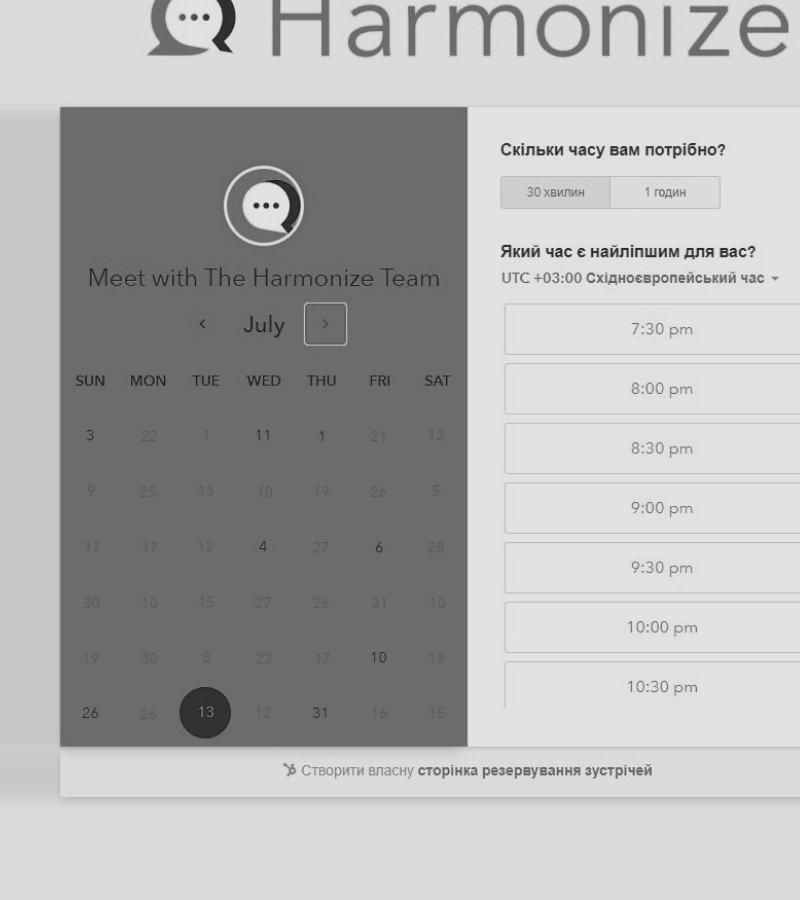 Harmonize
Meet with The Harmonize Team
July
SUN MON TUE WED THU FRI SAT
3 22 1 11 1 21 12
9 25 13 10 19 26 5
17 17 12 4 27 6 28
30 10 15 27 26 31 10
19 30 8 22 17 10 19
26 26 13 12 31 16 15
Скільки часу вам потрібно?
30 хвилин 1 годин
Який час є найліпшим для вас?
UTC +03:00 Східноєвропейський час
7:30 pm
8:00 pm
8:30 pm
9:00 pm
9:30 pm
10:00 pm
10:30 pm
Створити власну сторінка резервування зустрічей